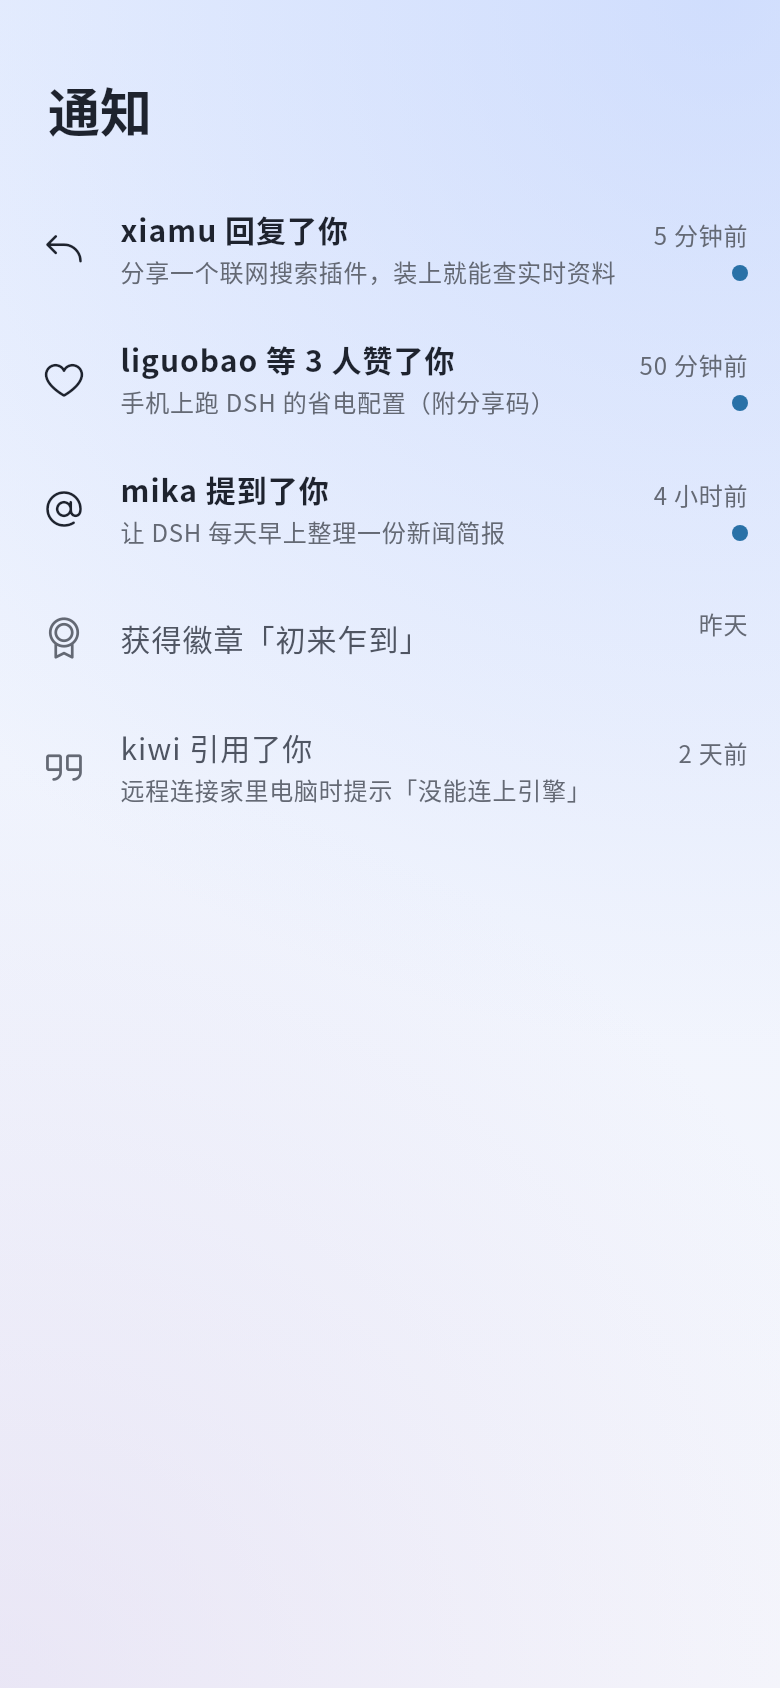 通知
xiamu 回复了你
5 分钟前
分享一个联网搜索插件，装上就能查实时资料
liguobao 等 3 人赞了你
50 分钟前
手机上跑 DSH 的省电配置（附分享码）
mika 提到了你
4 小时前
让 DSH 每天早上整理一份新闻简报
获得徽章「初来乍到」
昨天
kiwi 引用了你
2 天前
远程连接家里电脑时提示「没能连上引擎」